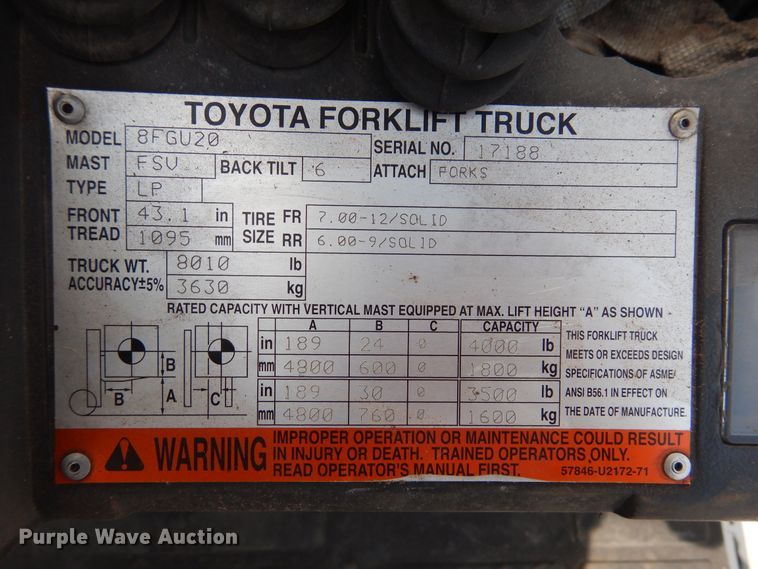 TOYOTA FORKLIFT TRUCK
MODEL 8FGU20 SERIAL NO. 17188
MAST FSV BACK TILT 6 ATTACH FORKS
TYPE LP
FRONT TREAD 43.1 in 1095 mm
TIRE SIZE FR 7.00-12/SOLID
RR 6.00-9/SOLID
TRUCK WT. 8010 lb
ACCURACY±5% 3630 kg
RATED CAPACITY WITH VERTICAL MAST EQUIPPED AT MAX. LIFT HEIGHT "A" AS SHOWN
A B C CAPACITY
in 189 24 0 4000 lb
mm 4800 600 0 1800 kg
in 189 30 0 3500 lb
mm 4800 760 0 1600 kg
B
B A C
THIS FORKLIFT TRUCK
MEETS OR EXCEEDS DESIGN
SPECIFICATIONS OF ASME/
ANSI B56.1 IN EFFECT ON
THE DATE OF MANUFACTURE.
WARNING
IMPROPER OPERATION OR MAINTENANCE COULD RESULT
IN INJURY OR DEATH. TRAINED OPERATORS ONLY.
READ OPERATOR'S MANUAL FIRST. 57846-U2172-71
Purple Wave Auction